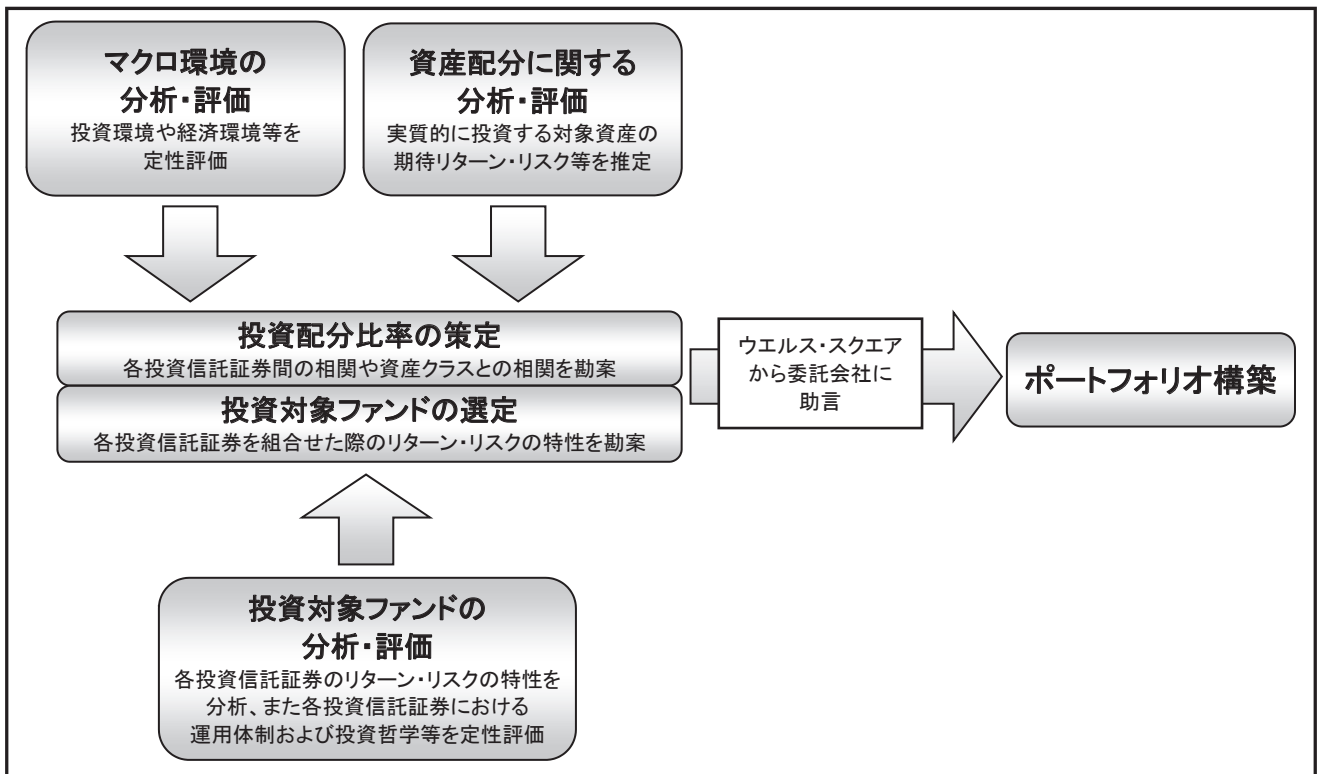 マクロ環境の
分析・評価
投資環境や経済環境等を
定性評価
資産配分に関する
分析・評価
実質的に投資する対象資産の
期待リターン・リスク等を推定
投資配分比率の策定
各投資信託証券間の相関や資産クラスとの相関を勘案
投資対象ファンドの選定
各投資信託証券を組合せた際のリターン・リスクの特性を勘案
ウエルス・スクエア
から委託会社に
助言
ポートフォリオ構築
投資対象ファンドの
分析・評価
各投資信託証券のリターン・リスクの特性を
分析、また各投資信託証券における
運用体制および投資哲学等を定性評価